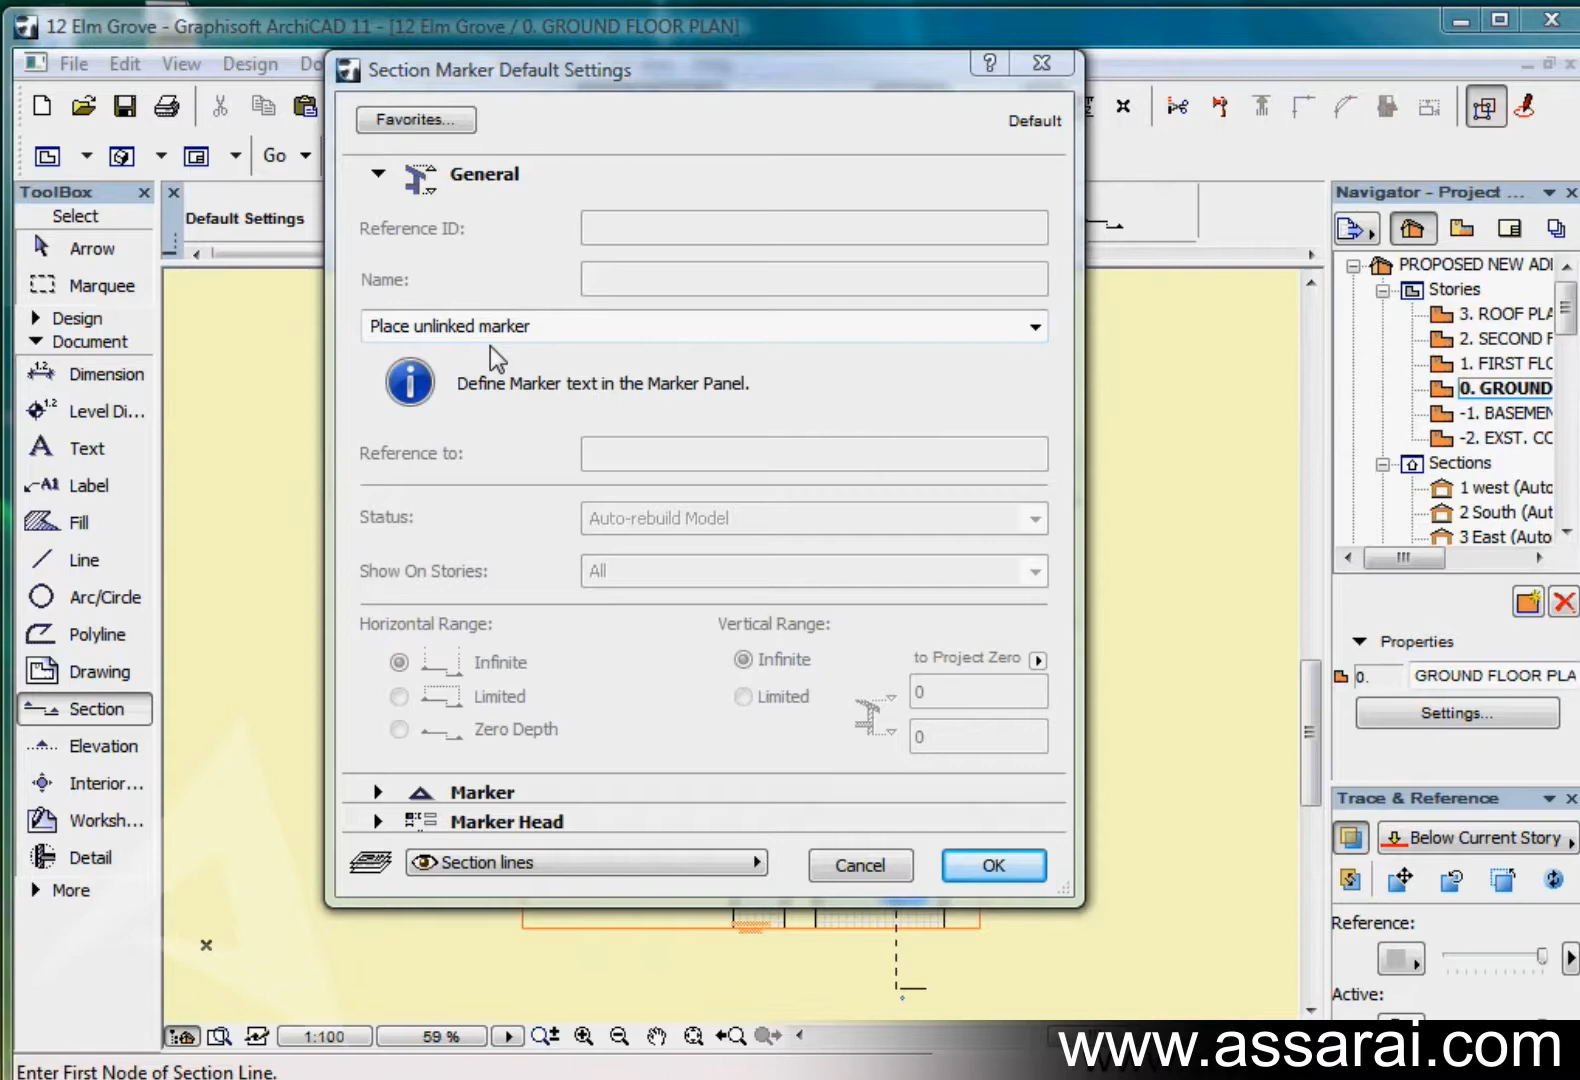 12 Elm Grove - Graphisoft ArchiCAD 11 - [12 Elm Grove / 0. GROUND FLOOR PLAN]
File Edit View Design Do
Section Marker Default Settings
Favorites...
Default
Go
ToolBox
Select
Arrow
Marquee
Design
Document
Dimension
Level Di...
Text
Label
Fill
Line
Arc/Circle
Polyline
Drawing
Section
Elevation
Interior...
Worksh...
Detail
More
Default Settings
General
Reference ID:
Name:
Place unlinked marker
Define Marker text in the Marker Panel.
Reference to:
Status:
Auto-rebuild Model
Show On Stories:
All
Horizontal Range:
Infinite
Limited
Zero Depth
Vertical Range:
Infinite
to Project Zero
Limited
0
0
Marker
Marker Head
Section lines
Cancel
OK
Navigator - Project ...
PROPOSED NEW ADI
Stories
3. ROOF PLA
2. SECOND F
1. FIRST FLC
0. GROUND
-1. BASEMEN
-2. EXST. CC
Sections
1 west (Autc
2 South (Aut
3 East (Auto
Properties
0.
GROUND FLOOR PLA
Settings...
Trace & Reference
Below Current Story
Reference:
Active:
1:100
59 %
www.assarai.com
Enter First Node of Section Line.